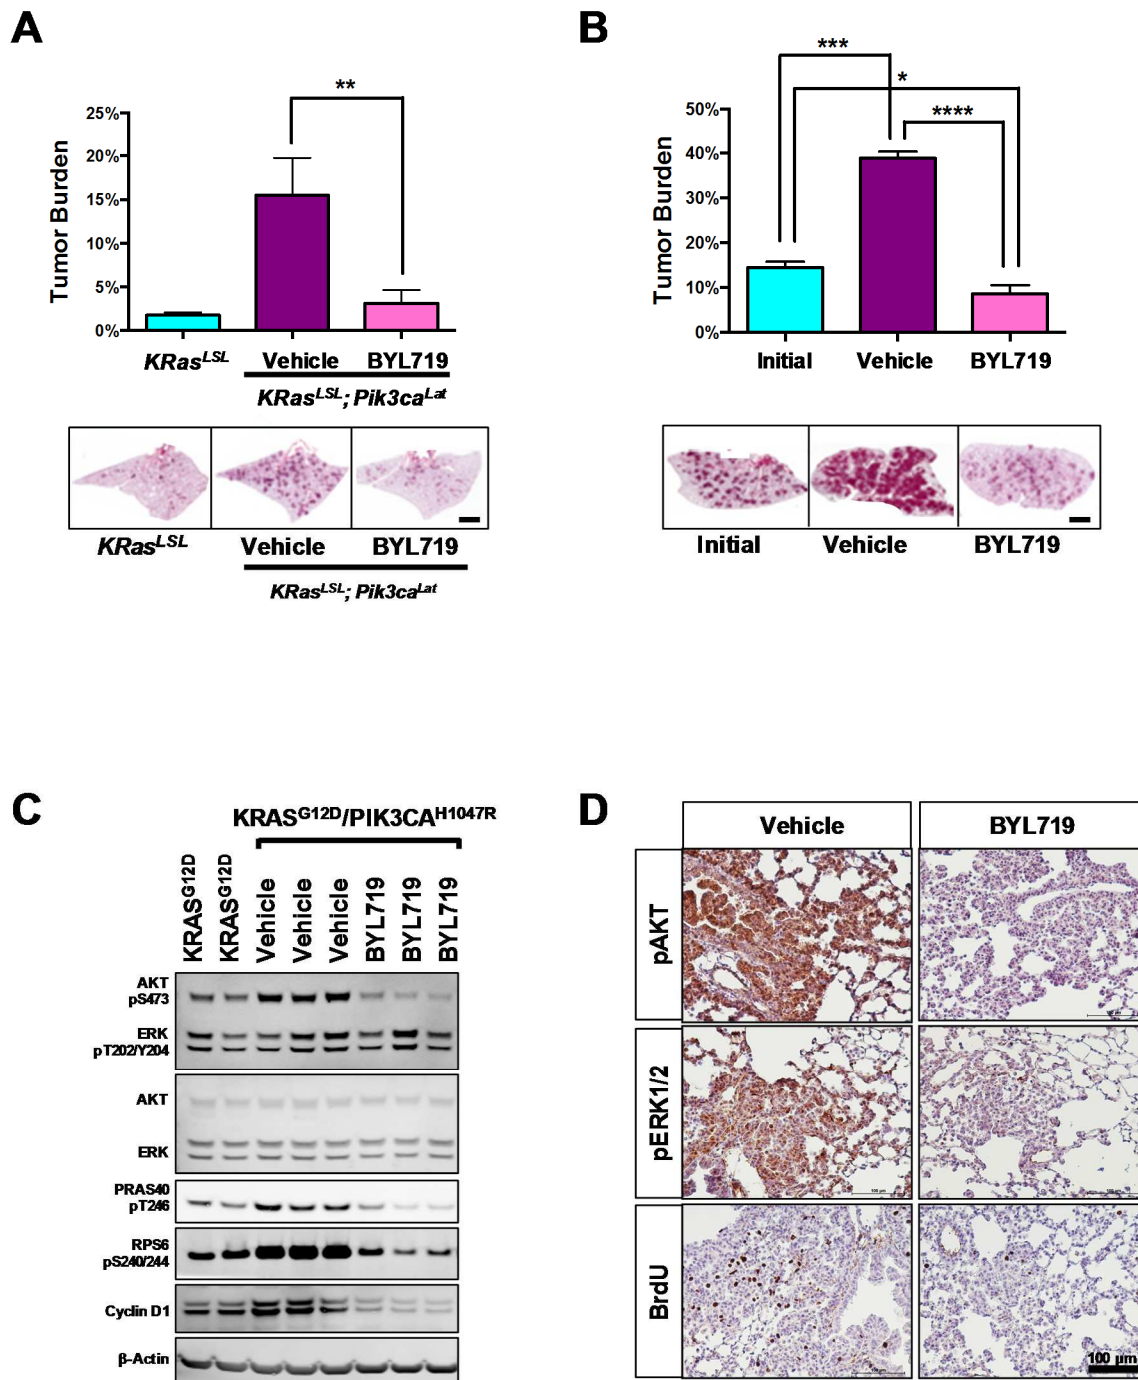 A
**
25%
20%
15%
10%
5%
0%
Tumor Burden
KRas^LSL Vehicle BYL719
KRas^LSL; Pik3ca^Lat
KRas^LSL Vehicle BYL719
KRas^LSL; Pik3ca^Lat
B
***
*
****
50%
40%
30%
20%
10%
0%
Tumor Burden
Initial Vehicle BYL719
Initial Vehicle BYL719
C
KRAS^G12D/PIK3CA^H1047R
KRAS^G12D
KRAS^G12D
Vehicle
Vehicle
Vehicle
BYL719
BYL719
BYL719
AKT
pS473
ERK
pT202/Y204
AKT
ERK
PRAS40
pT246
RPS6
pS240/244
Cyclin D1
β-Actin
D
Vehicle BYL719
pAKT
pERK1/2
100 µm
BrdU
100 µm